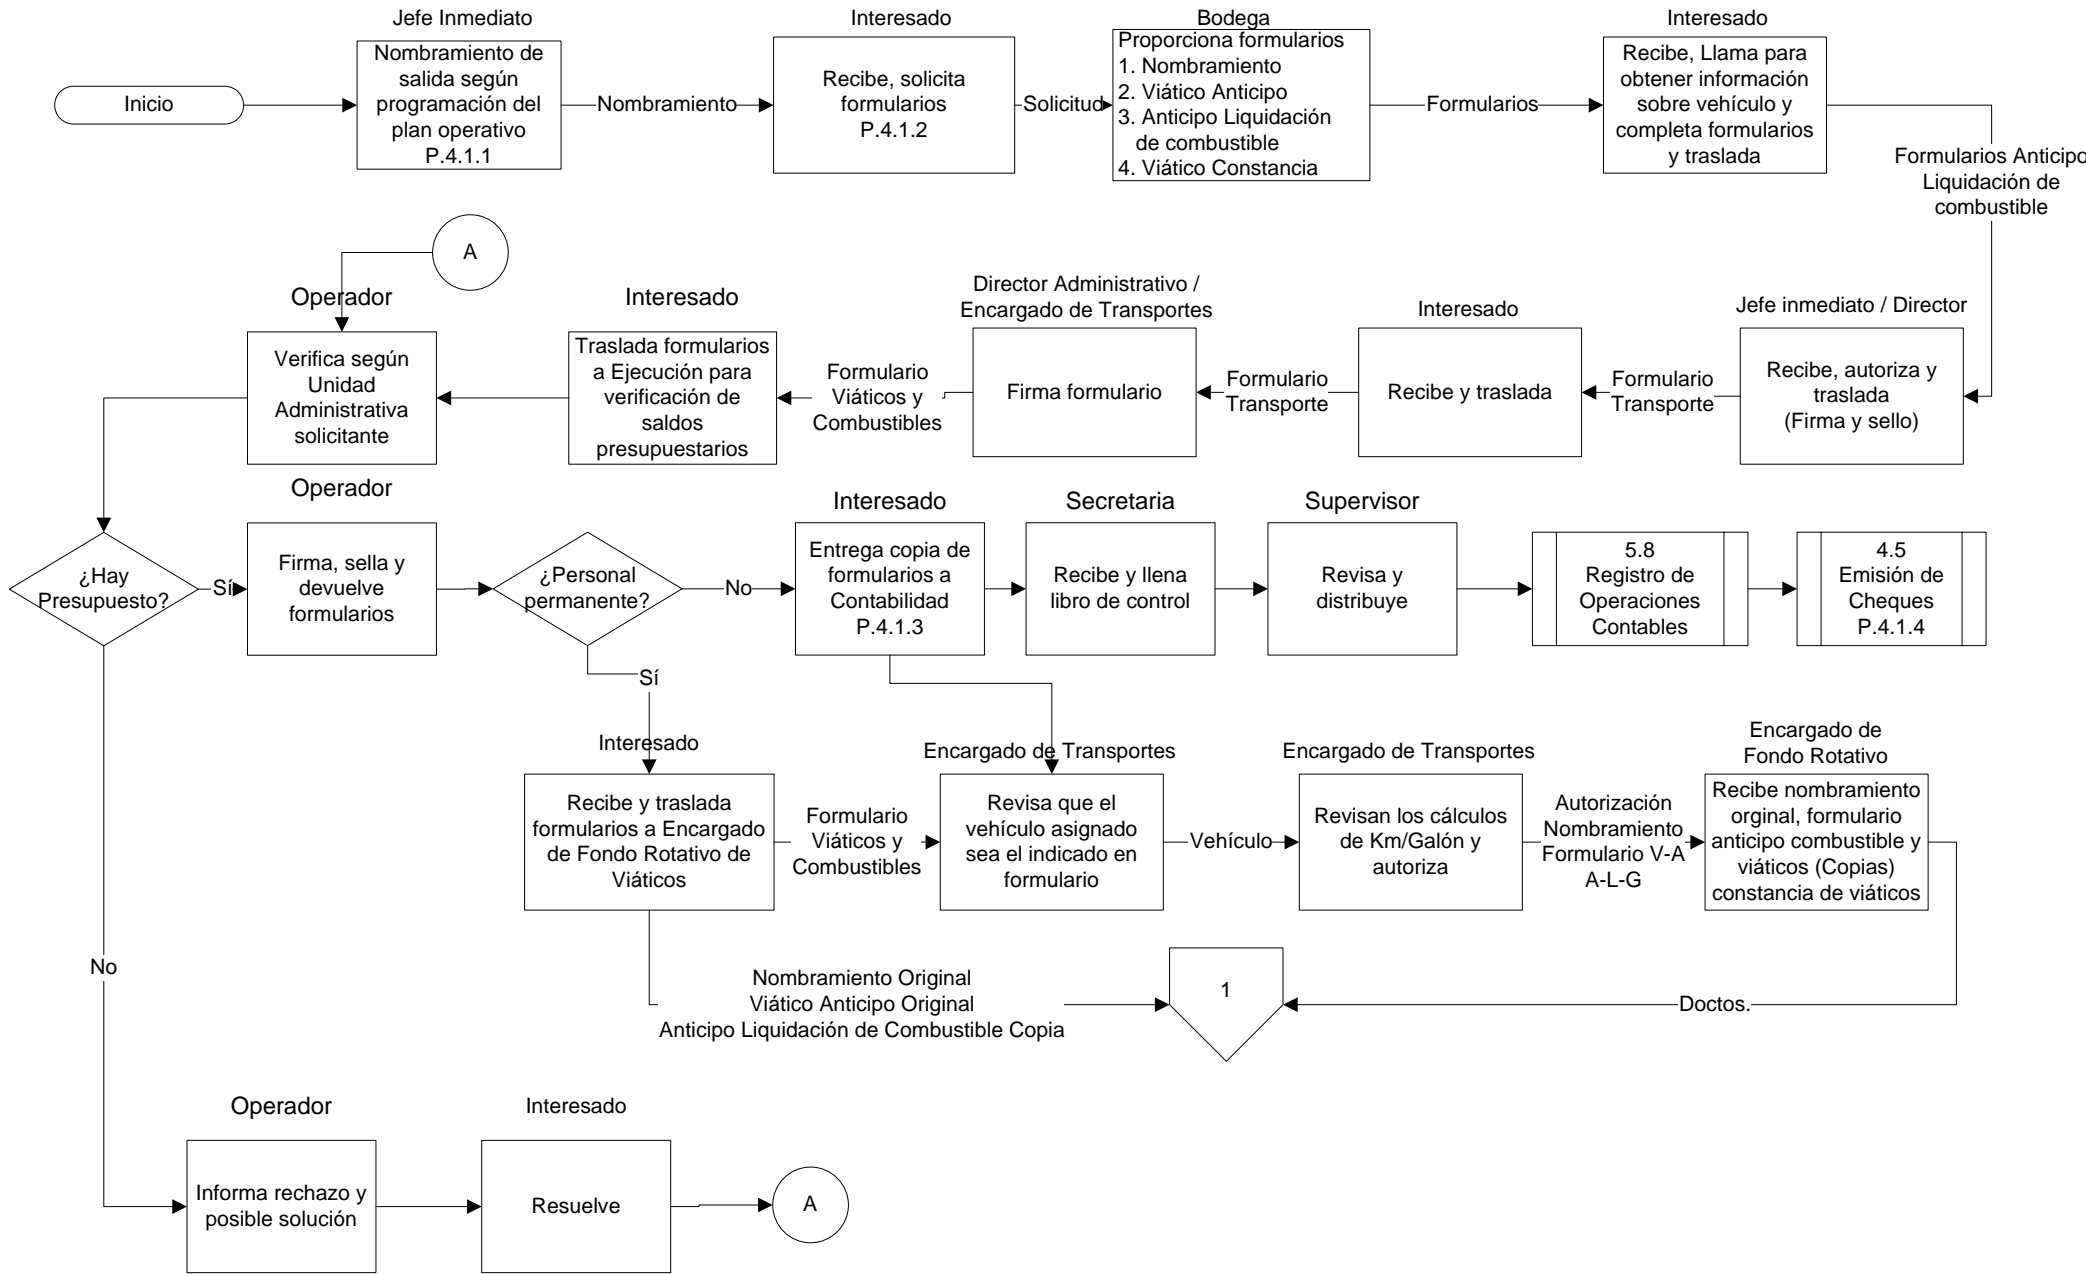 Jefe Inmediato
Interesado
Bodega
Interesado
Inicio
Nombramiento de
salida según
programación del
plan operativo
P.4.1.1
Nombramiento
Recibe, solicita
formularios
P.4.1.2
Solicitud
Proporciona formularios
1. Nombramiento
2. Viático Anticipo
3. Anticipo Liquidación
de combustible
4. Viático Constancia
Formularios
Recibe, Llama para
obtener información
sobre vehículo y
completa formularios
y traslada
Formularios Anticipo
Liquidación de
combustible
A
Operador
Interesado
Director Administrativo /
Encargado de Transportes
Interesado
Jefe inmediato / Director
Verifica según
Unidad
Administrativa
solicitante
Traslada formularios
a Ejecución para
verificación de
saldos
presupuestarios
Formulario
Viáticos y
Combustibles
Firma formulario
Formulario
Transporte
Recibe y traslada
Formulario
Transporte
Recibe, autoriza y
traslada
(Firma y sello)
Operador
Interesado
Secretaria
Supervisor
¿Hay
Presupuesto?
Sí
Firma, sella y
devuelve
formularios
¿Personal
permanente?
No
Entrega copia de
formularios a
Contabilidad
P.4.1.3
Recibe y llena
libro de control
Revisa y
distribuye
5.8
Registro de
Operaciones
Contables
4.5
Emisión de
Cheques
P.4.1.4
Sí
Interesado
Encargado de Transportes
Encargado de Transportes
Encargado de
Fondo Rotativo
Recibe y traslada
formularios a Encargado
de Fondo Rotativo de
Viáticos
Formulario
Viáticos y
Combustibles
Revisa que el
vehículo asignado
sea el indicado en
formulario
Vehículo
Revisan los cálculos
de Km/Galón y
autoriza
Autorización
Nombramiento
Formulario V-A
A-L-G
Recibe nombramiento
orginal, formulario
anticipo combustible y
viáticos (Copias)
constancia de viáticos
No
Nombramiento Original
Viático Anticipo Original
Anticipo Liquidación de Combustible Copia
1
Doctos.
Operador
Interesado
Informa rechazo y
posible solución
Resuelve
A